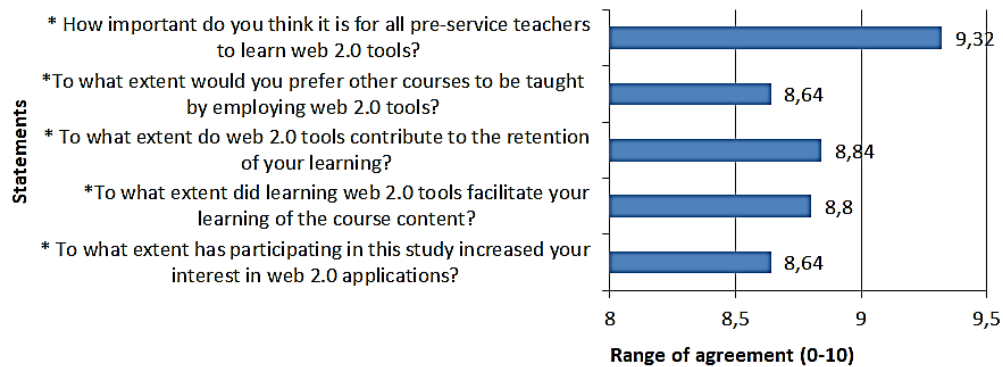 * How important do you think it is for all pre-service teachers
to learn web 2.0 tools?
9,32
*To what extent would you prefer other courses to be taught
by employing web 2.0 tools?
8,64
* To what extent do web 2.0 tools contribute to the retention
of your learning?
8,84
*To what extent did learning web 2.0 tools facilitate your
learning of the course content?
8,8
* To what extent has participating in this study increased your
interest in web 2.0 applications?
8,64
Statements
8 8,5 9 9,5
Range of agreement (0-10)